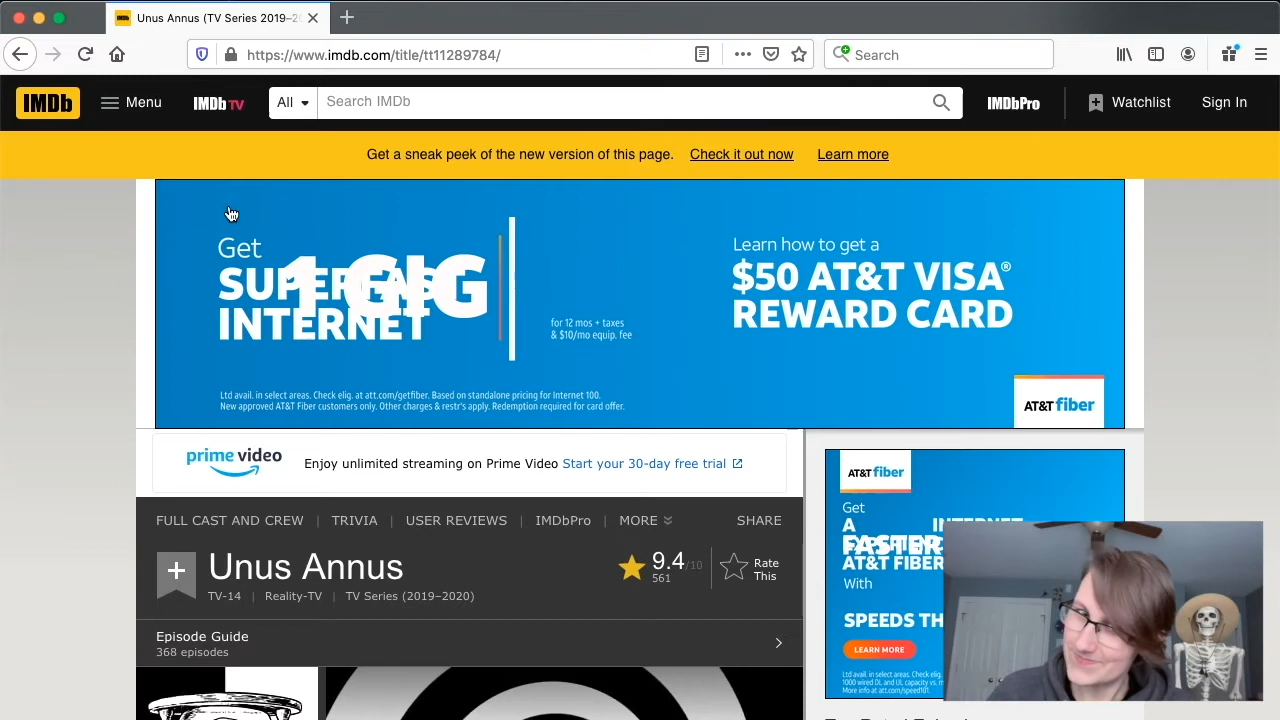 Unus Annus (TV Series 2019–20
https://www.imdb.com/title/tt11289784/
Search
IMDb
Menu
IMDb TV
All
Search IMDb
IMDbPro
Watchlist
Sign In
Get a sneak peek of the new version of this page. Check it out now Learn more
Get
1 GIG
INTERNET
for 12 mos + taxes
& $10/mo equip. fee
Learn how to get a
$50 AT&T VISA®
REWARD CARD
Ltd avail. in select areas. Check elig. at att.com/getfiber. Based on standalone pricing for Internet 100.
New approved AT&T Fiber customers only. Other charges & restr's apply. Redemption required for card offer.
AT&T fiber
prime video
Enjoy unlimited streaming on Prime Video Start your 30-day free trial
FULL CAST AND CREW | TRIVIA | USER REVIEWS | IMDbPro | MORE SHARE
Unus Annus
9.4/10
561
Rate
This
TV-14 | Reality-TV | TV Series (2019–2020)
Episode Guide
368 episodes
AT&T fiber
Get
A INTERNET
FASTER
AT&T FIBER
With
SPEEDS TH
LEARN MORE
Ltd avail. in select areas
1000 wired DL and UL capacity vs.
More info at att.com/speed101